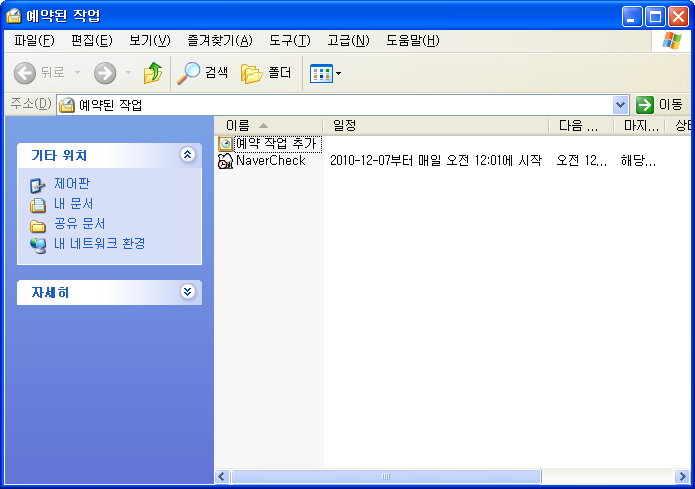 예약된 작업
파일(F) 편집(E) 보기(V) 즐겨찾기(A) 도구(T) 고급(N) 도움말(H)
뒤로 검색 폴더
주소(D) 예약된 작업 이동
이름 일정 다음 ... 마지... 상태
기타 위치
제어판
내 문서
공유 문서
내 네트워크 환경
자세히
예약 작업 추가
NaverCheck 2010-12-07부터 매일 오전 12:01에 시작 오전 12... 해당...